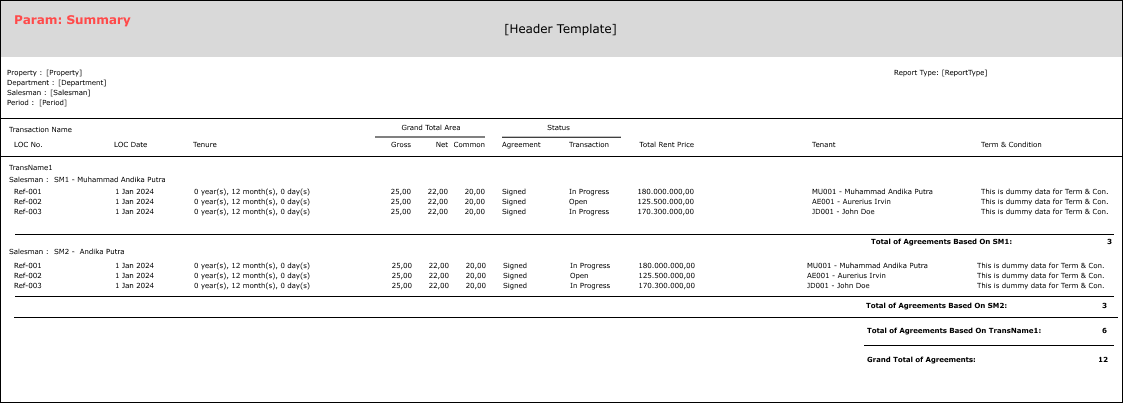 Param: Summary
[Header Template]
Property : [Property] Report Type: [ReportType]
Department : [Department]
Salesman : [Salesman]
Period : [Period]
Transaction Name Grand Total Area Status
LOC No. LOC Date Tenure Gross Net Common Agreement Transaction Total Rent Price Tenant Term & Condition
TransName1
Salesman : SM1 - Muhammad Andika Putra
Ref-001 1 Jan 2024 0 year(s), 12 month(s), 0 day(s) 25,00 22,00 20,00 Signed In Progress 180.000.000,00 MU001 - Muhammad Andika Putra This is dummy data for Term & Con.
Ref-002 1 Jan 2024 0 year(s), 12 month(s), 0 day(s) 25,00 22,00 20,00 Signed Open 125.500.000,00 AE001 - Aurerius Irvin This is dummy data for Term & Con.
Ref-003 1 Jan 2024 0 year(s), 12 month(s), 0 day(s) 25,00 22,00 20,00 Signed In Progress 170.300.000,00 JD001 - John Doe This is dummy data for Term & Con.
Total of Agreements Based On SM1: 3
Salesman : SM2 - Andika Putra
Ref-001 1 Jan 2024 0 year(s), 12 month(s), 0 day(s) 25,00 22,00 20,00 Signed In Progress 180.000.000,00 MU001 - Muhammad Andika Putra This is dummy data for Term & Con.
Ref-002 1 Jan 2024 0 year(s), 12 month(s), 0 day(s) 25,00 22,00 20,00 Signed Open 125.500.000,00 AE001 - Aurerius Irvin This is dummy data for Term & Con.
Ref-003 1 Jan 2024 0 year(s), 12 month(s), 0 day(s) 25,00 22,00 20,00 Signed In Progress 170.300.000,00 JD001 - John Doe This is dummy data for Term & Con.
Total of Agreements Based On SM2: 3
Total of Agreements Based On TransName1: 6
Grand Total of Agreements: 12